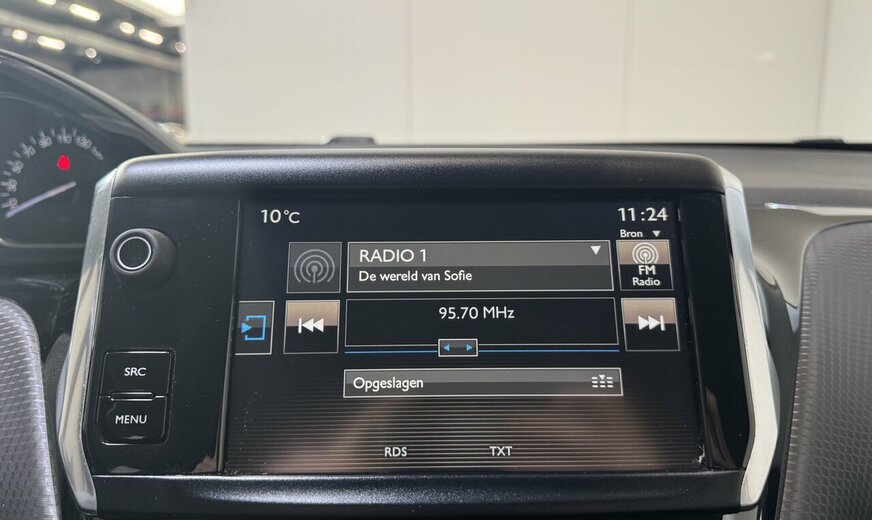 10°C
11:24
Bron
RADIO 1
De wereld van Sofie
FM
Radio
95.70 MHz
SRC
Opgeslagen
MENU
RDS
TXT